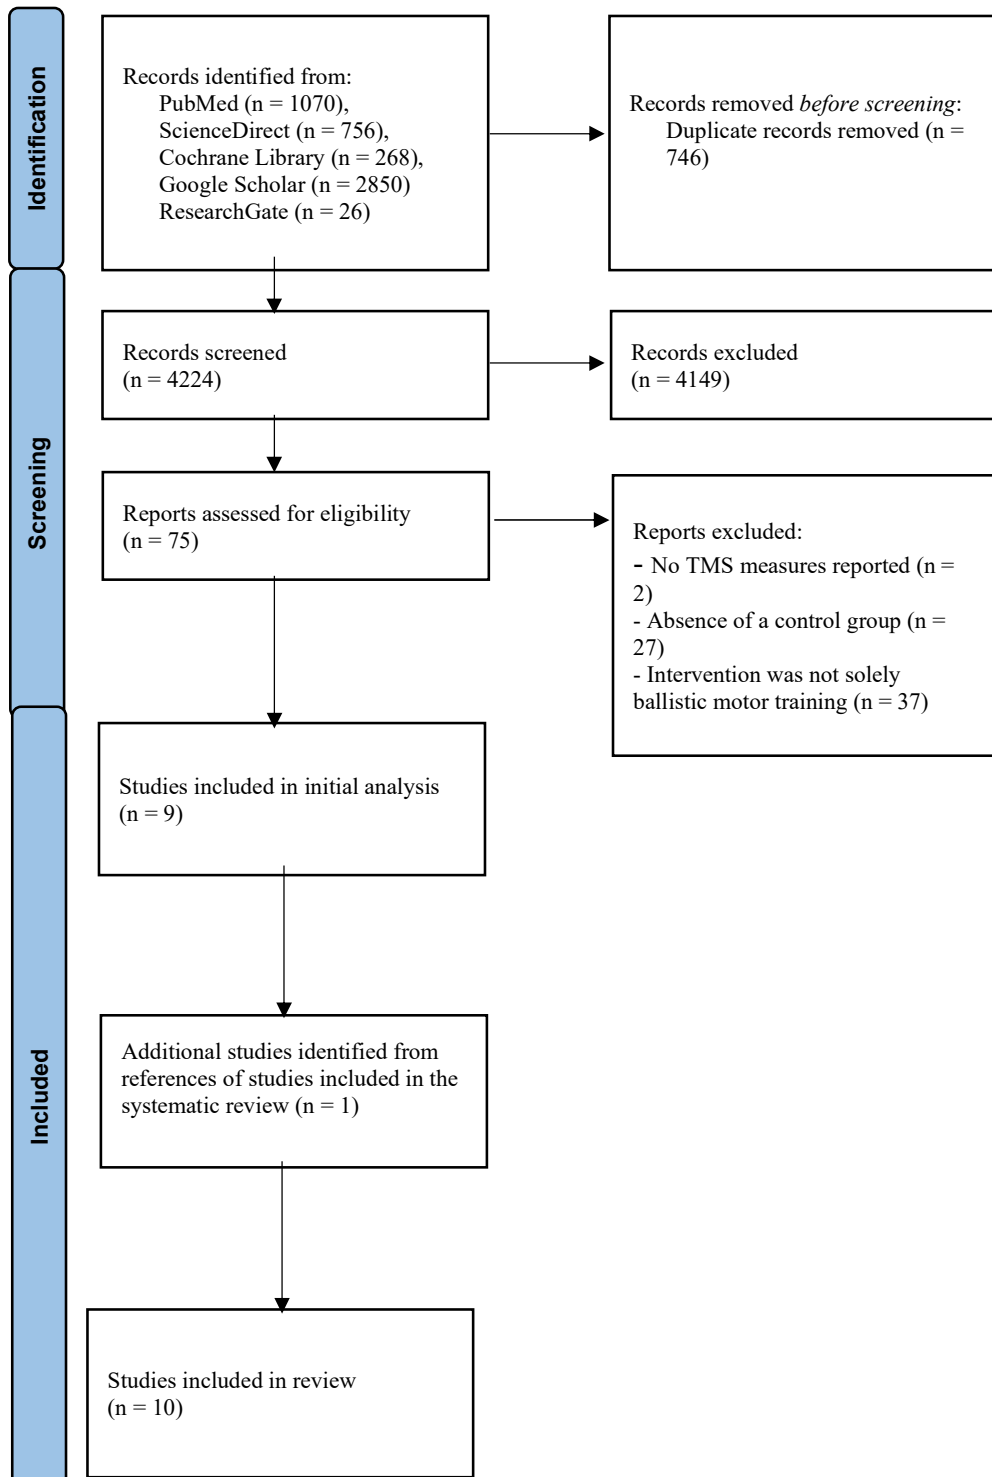 Identification
Records identified from:
PubMed (n = 1070),
ScienceDirect (n = 756),
Cochrane Library (n = 268),
Google Scholar (n = 2850)
ResearchGate (n = 26)
Records removed before screening:
Duplicate records removed (n =
746)
Screening
Records screened
(n = 4224)
Records excluded
(n = 4149)
Reports assessed for eligibility
(n = 75)
Reports excluded:
- No TMS measures reported (n =
2)
- Absence of a control group (n =
27)
- Intervention was not solely
ballistic motor training (n = 37)
Included
Studies included in initial analysis
(n = 9)
Additional studies identified from
references of studies included in the
systematic review (n = 1)
Studies included in review
(n = 10)